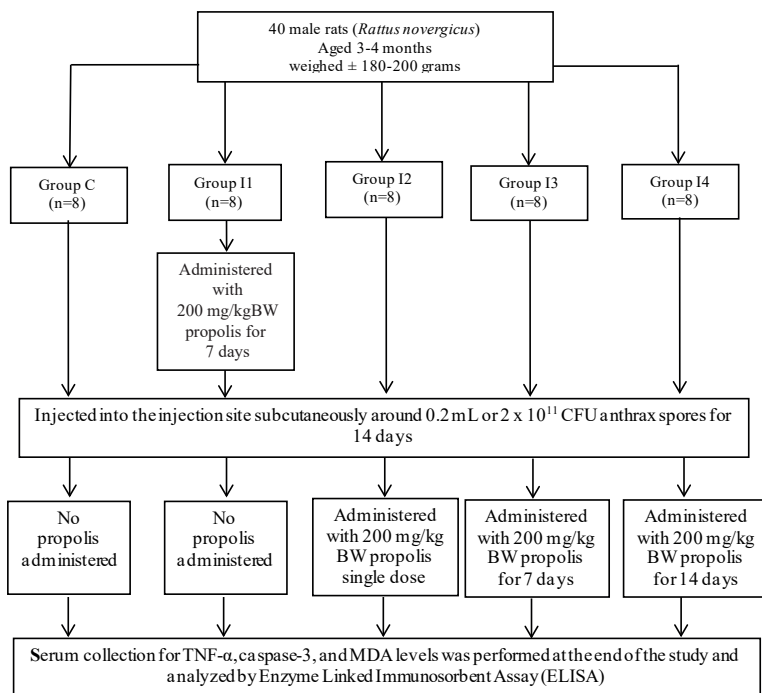 40 male rats (Rattus novergicus)
Aged 3-4 months
weighed ± 180-200 grams
Group C
(n=8)
Group I1
(n=8)
Group I2
(n=8)
Group I3
(n=8)
Group I4
(n=8)
Administered
with
200 mg/kgBW
propolis for
7 days
Injected into the injection site subcutaneously around 0.2 mL or 2 x 10¹¹ CFU anthrax spores for
14 days
No
propolis
administered
No
propolis
administered
Administered
with 200 mg/kg
BW propolis
single dose
Administered
with 200 mg/kg
BW propolis
for 7 days
Administered
with 200 mg/kg
BW propolis
for 14 days
Serum collection for TNF-α, caspase-3, and MDA levels was performed at the end of the study and
analyzed by Enzyme Linked Immunosorbent Assay (ELISA)